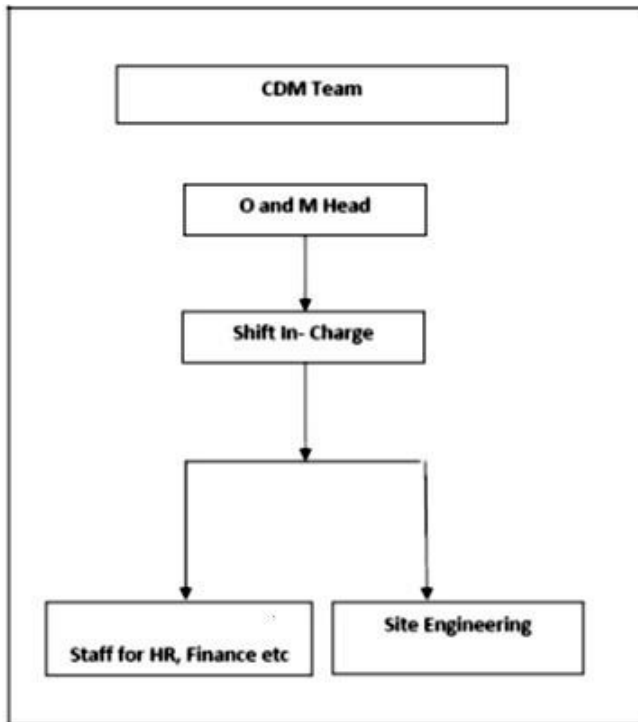 CDM Team
O and M Head
Shift In- Charge
Staff for HR, Finance etc
Site Engineering